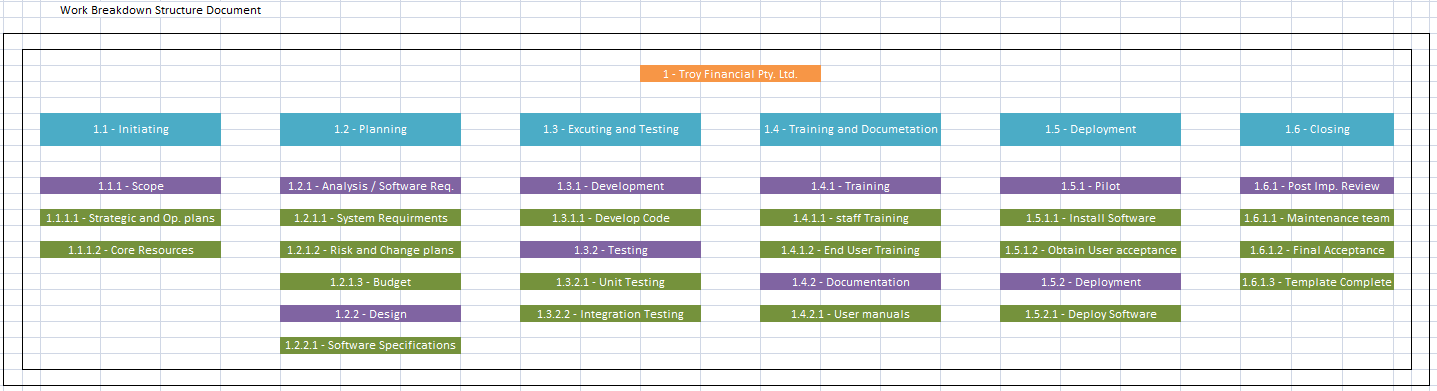 Work Breakdown Structure Document
1 - Troy Financial Pty. Ltd.
1.1 - Initiating
1.2 - Planning
1.3 - Excuting and Testing
1.4 - Training and Documetation
1.5 - Deployment
1.6 - Closing
1.1.1 - Scope
1.2.1 - Analysis / Software Req.
1.3.1 - Development
1.4.1 - Training
1.5.1 - Pilot
1.6.1 - Post Imp. Review
1.1.1.1 - Strategic and Op. plans
1.2.1.1 - System Requirments
1.3.1.1 - Develop Code
1.4.1.1 - staff Training
1.5.1.1 - Install Software
1.6.1.1 - Maintenance team
1.1.1.2 - Core Resources
1.2.1.2 - Risk and Change plans
1.3.2 - Testing
1.4.1.2 - End User Training
1.5.1.2 - Obtain User acceptance
1.6.1.2 - Final Acceptance
1.2.1.3 - Budget
1.3.2.1 - Unit Testing
1.4.2 - Documentation
1.5.2 - Deployment
1.6.1.3 - Template Complete
1.2.2 - Design
1.3.2.2 - Integration Testing
1.4.2.1 - User manuals
1.5.2.1 - Deploy Software
1.2.2.1 - Software Specifications